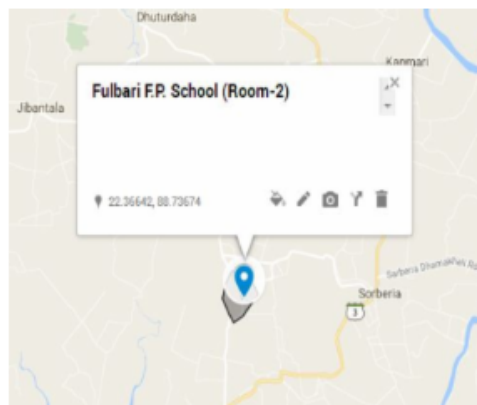 Dhuturdaha
Kanmari
Jibantala
Fulbari F.P. School (Room-2)
22.36642, 88.73674
Sorberia
3